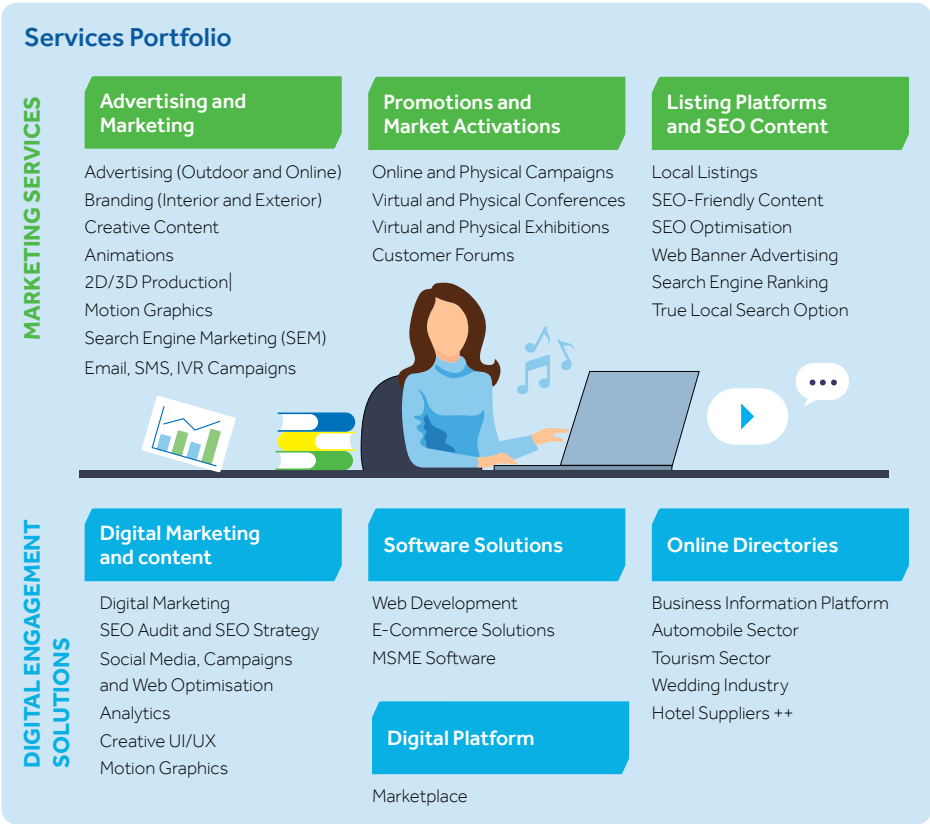 Services Portfolio
MARKETING SERVICES
Advertising and
Marketing
Advertising (Outdoor and Online)
Branding (Interior and Exterior)
Creative Content
Animations
2D/3D Production|
Motion Graphics
Search Engine Marketing (SEM)
Email, SMS, IVR Campaigns
Promotions and
Market Activations
Online and Physical Campaigns
Virtual and Physical Conferences
Virtual and Physical Exhibitions
Customer Forums
Listing Platforms
and SEO Content
Local Listings
SEO-Friendly Content
SEO Optimisation
Web Banner Advertising
Search Engine Ranking
True Local Search Option
DIGITAL ENGAGEMENT
SOLUTIONS
Digital Marketing
and content
Digital Marketing
SEO Audit and SEO Strategy
Social Media, Campaigns
and Web Optimisation
Analytics
Creative UI/UX
Motion Graphics
Software Solutions
Web Development
E-Commerce Solutions
MSME Software
Digital Platform
Marketplace
Online Directories
Business Information Platform
Automobile Sector
Tourism Sector
Wedding Industry
Hotel Suppliers ++